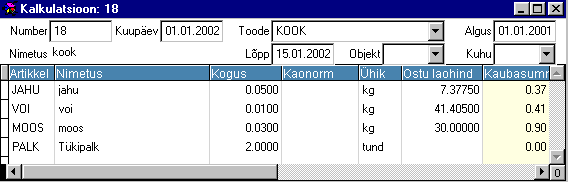 Kalkulatsioon: 18
Number 18 Kuupäev 01.01.2002 Toode KOOK Algus 01.01.2001
Nimetus kook Lõpp 15.01.2002 Objekt Kuhu
Artikkel Nimetus Kogus Kaonorm Ühik Ostu laohind Kaubasumm
JAHU jahu 0.0500 kg 7.37750 0.37
VOI voi 0.0100 kg 41.40500 0.41
MOOS moos 0.0300 kg 30.00000 0.90
PALK Tükipalk 2.0000 tund 0.00
0